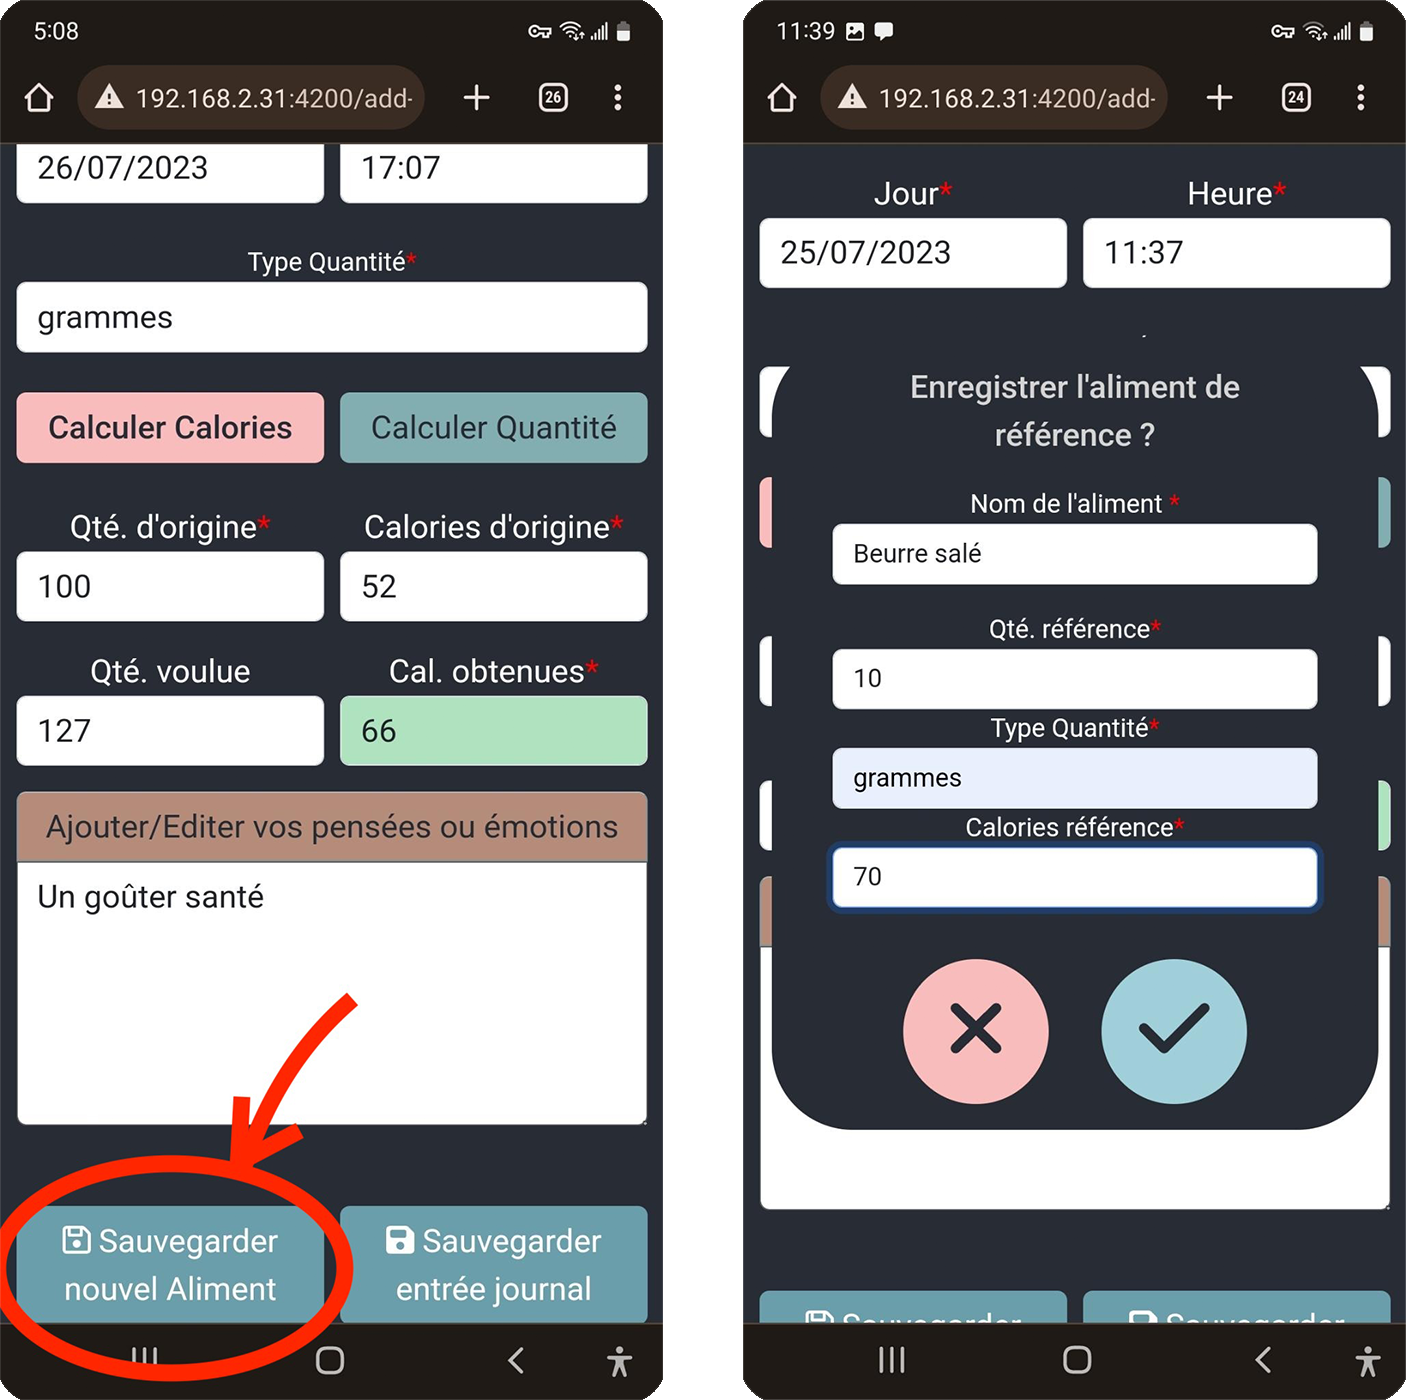 5:08
192.168.2.31:4200/add-
26
26/07/2023
17:07
Type Quantité*
grammes
Calculer Calories
Calculer Quantité
Qté. d'origine*
Calories d'origine*
100
52
Qté. voulue
Cal. obtenues*
127
66
Ajouter/Editer vos pensées ou émotions
Un goûter santé
Sauvegarder
nouvel Aliment
Sauvegarder
entrée journal
11:39
192.168.2.31:4200/add-
24
Jour*
Heure*
25/07/2023
11:37
Enregistrer l'aliment de
référence ?
Nom de l'aliment *
Beurre salé
Qté. référence*
10
Type Quantité*
grammes
Calories référence*
70
Sauvegarder
Sauvegarder